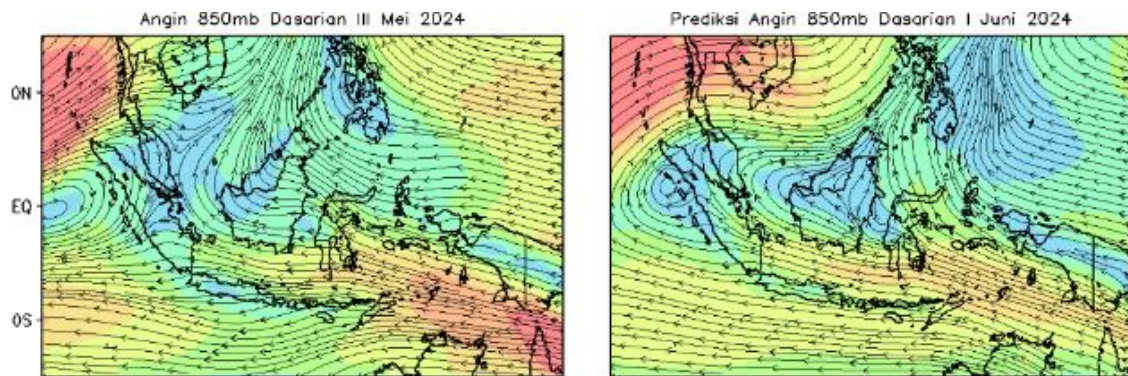 Angin 850mb Dasarian III Mei 2024
Prediksi Angin 850mb Dasarian I Juni 2024
0N
EQ
0S